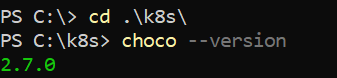 PS C:\> cd .\k8s\
PS C:\k8s> choco --version
2.7.0